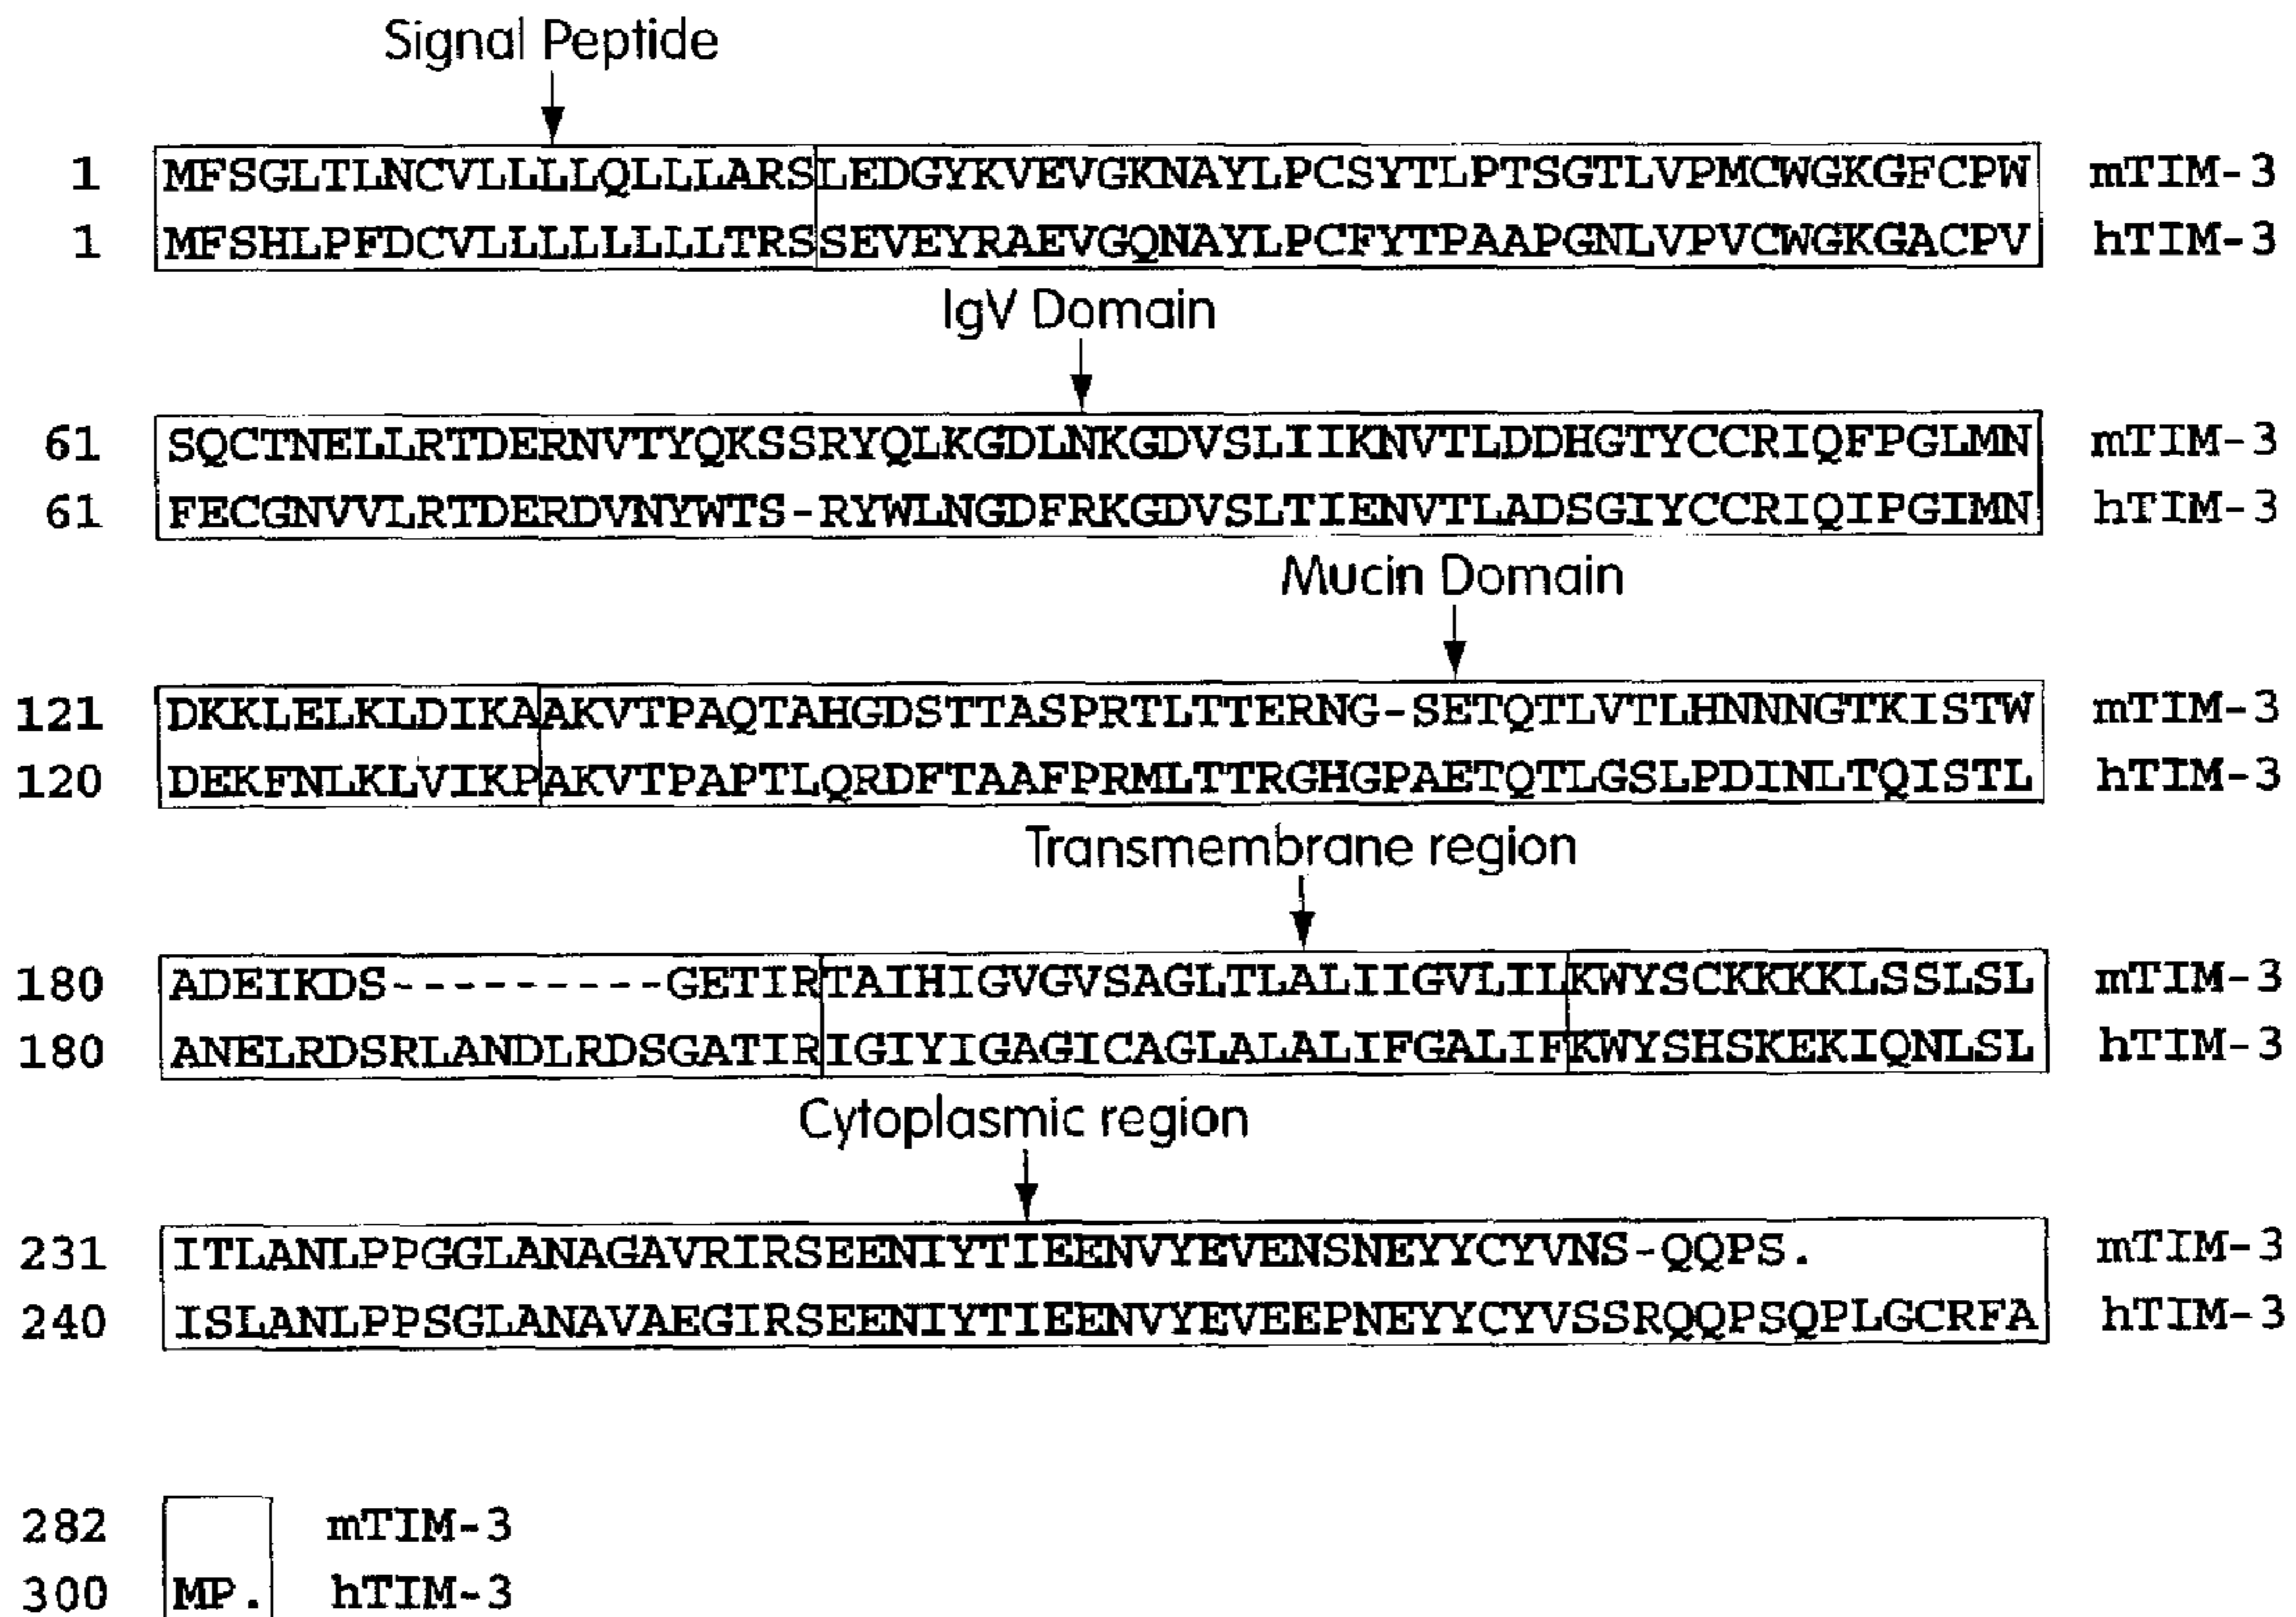 Signal Peptide
1 MFSGLTLNCVLLLLQLLLARSLEDGYKVEVGKNAYLPCSYTLPTSGTLVPMCWGKGFCPW mTIM-3
1 MFSHLPFDCVLLLLLLLLTRSSEVEYRAEVGQNAYLPCFYTPAAPGNLVPVCWGKGACPV hTIM-3
IgV Domain
61 SQCTNELLRTDERNVTYQKSSRYQLKGDLNKGDVSLIIKNVTLDDHGTYCCRIQFPGLMN mTIM-3
61 FECGNVVLRTDERDVNYWTS-RYWLNGDFRKGDVSLTIENVTLADSGIYCCRIQIPGIMN hTIM-3
Mucin Domain
121 DKKLELKLDIKAAKVTPAQTAHGDSTTASPRTLTTERNG-SETQTLVTLHNNNGTKISTW mTIM-3
120 DEKFNLKLVIKPAKVTPAPTLQRDFTAAFPRMLTTRGHGPAETQTLGSLPDINLTQISTL hTIM-3
Transmembrane region
180 ADEIKDS---------GETIRTAIHIGVGVSAGLTLALIIGVLILKWYSCKKKKLSSLSL mTIM-3
180 ANELRDSRLANDLRDSGATIRIGIYIGAGICAGLALALIFGALIFKWYSHSKEKIQNLSL hTIM-3
Cytoplasmic region
231 ITLANLPPGGLANAGAVRIRSEENIYTIEENVYEVENSNEYYCYVNS-QQPS. mTIM-3
240 ISLANLPPSGLANAVAEGIRSEENIYTIEENVYEVEEPNEYYCYVSSRQQPSQPLGCRFA hTIM-3
282 mTIM-3
300 MP. hTIM-3